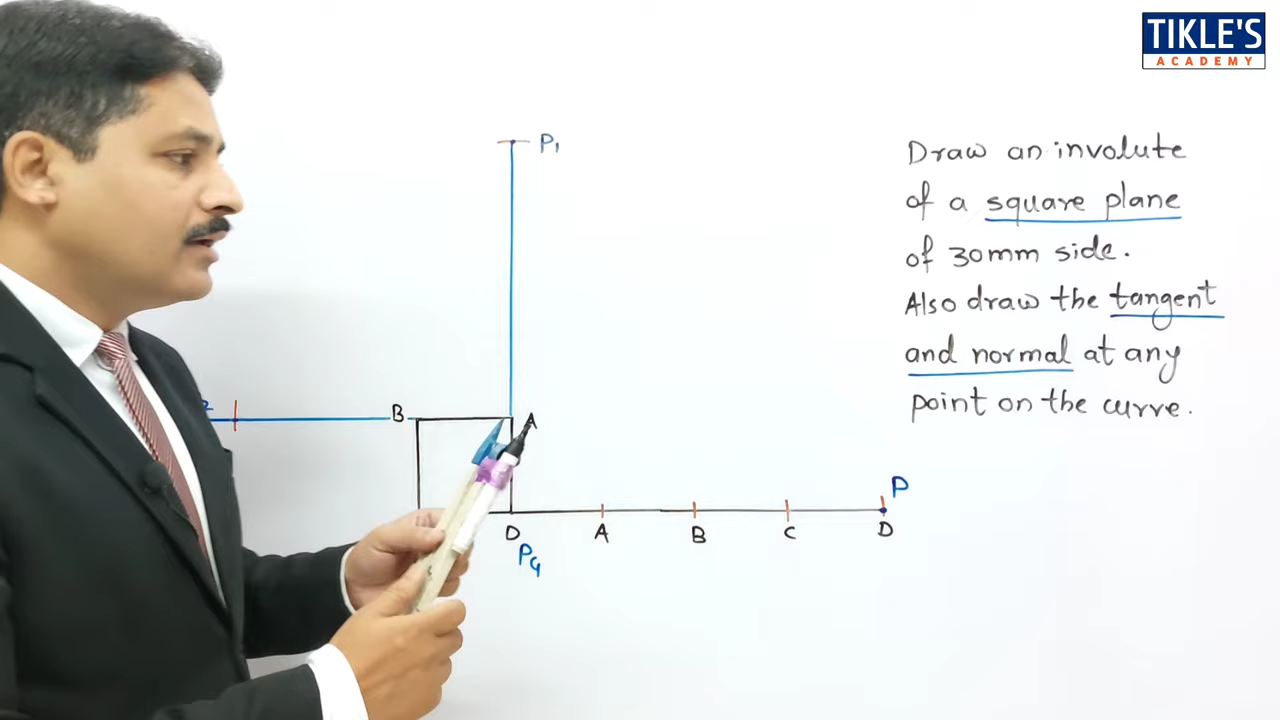 TIKLE'S
ACADEMY
P1
Draw an involute
of a square plane
of 30mm side.
Also draw the tangent
and normal at any
point on the curve.
2
B
A
P
D
A
B
C
D
P4